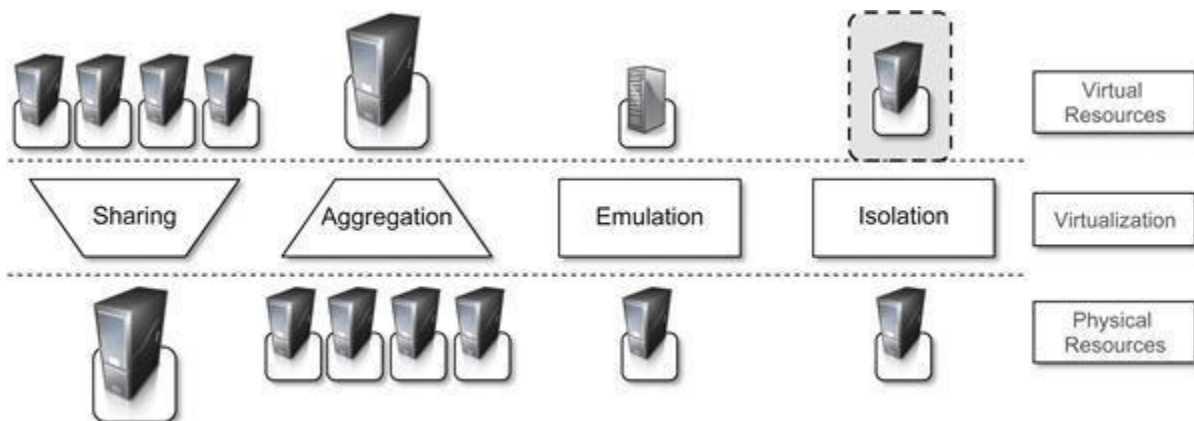 Virtual
Resources
Sharing
Aggregation
Emulation
Isolation
Virtualization
Physical
Resources